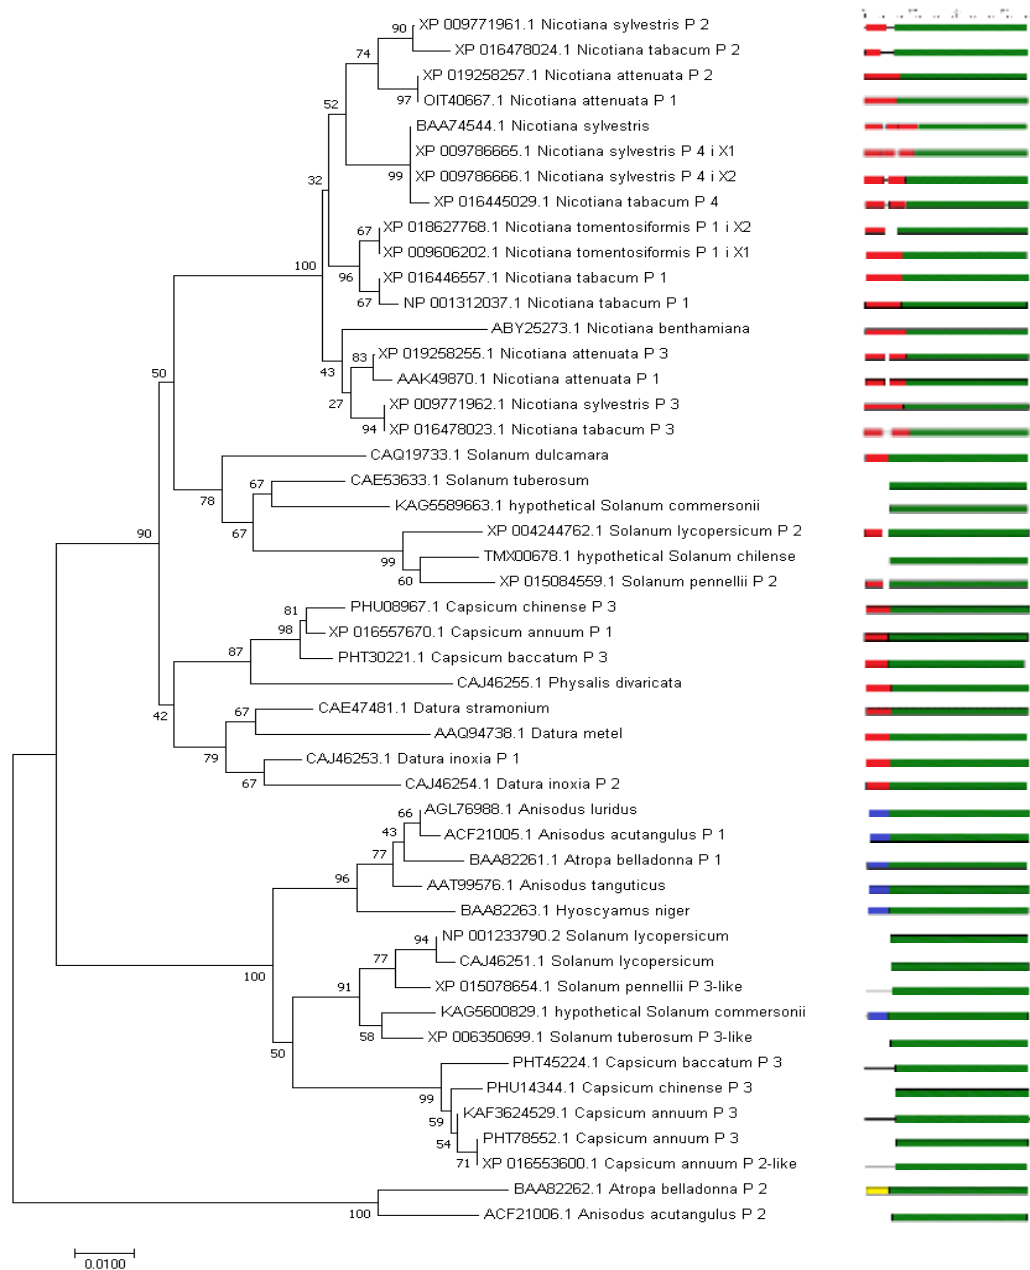 XP 009771961.1 Nicotiana sylvestris P 2
90
XP 016478024.1 Nicotiana tabacum P 2
74
XP 019258257.1 Nicotiana attenuata P 2
97
OIT40667.1 Nicotiana attenuata P 1
52
BAA74544.1 Nicotiana sylvestris
XP 009786665.1 Nicotiana sylvestris P 4 i X1
99
XP 009786666.1 Nicotiana sylvestris P 4 i X2
32
XP 016445029.1 Nicotiana tabacum P 4
67
XP 018627768.1 Nicotiana tomentosiformis P 1 i X2
XP 009606202.1 Nicotiana tomentosiformis P 1 i X1
100
96
XP 016446557.1 Nicotiana tabacum P 1
67
NP 001312037.1 Nicotiana tabacum P 1
ABY25273.1 Nicotiana benthamiana
83
XP 019258255.1 Nicotiana attenuata P 3
43
AAK49870.1 Nicotiana attenuata P 1
50
27
XP 009771962.1 Nicotiana sylvestris P 3
94
XP 016478023.1 Nicotiana tabacum P 3
CAQ19733.1 Solanum dulcamara
78
67
CAE53633.1 Solanum tuberosum
KAG5589663.1 hypothetical Solanum commersonii
90
67
XP 004244762.1 Solanum lycopersicum P 2
99
TMX00678.1 hypothetical Solanum chilense
60
XP 015084559.1 Solanum pennellii P 2
81
PHU08967.1 Capsicum chinense P 3
98
XP 016557670.1 Capsicum annuum P 1
87
PHT30221.1 Capsicum baccatum P 3
CAJ46255.1 Physalis divaricata
42
67
CAE47481.1 Datura stramonium
AAQ94738.1 Datura metel
79
CAJ46253.1 Datura inoxia P 1
67
CAJ46254.1 Datura inoxia P 2
66
AGL76988.1 Anisodus luridus
43
ACF21005.1 Anisodus acutangulus P 1
77
BAA82261.1 Atropa belladonna P 1
96
AAT99576.1 Anisodus tanguticus
BAA82263.1 Hyoscyamus niger
94
NP 001233790.2 Solanum lycopersicum
77
CAJ46251.1 Solanum lycopersicum
100
91
XP 015078654.1 Solanum pennellii P 3-like
KAG5600829.1 hypothetical Solanum commersonii
58
XP 006350699.1 Solanum tuberosum P 3-like
50
PHT45224.1 Capsicum baccatum P 3
99
PHU14344.1 Capsicum chinense P 3
59
KAF3624529.1 Capsicum annuum P 3
54
PHT78552.1 Capsicum annuum P 3
71
XP 016553600.1 Capsicum annuum P 2-like
BAA82262.1 Atropa belladonna P 2
100
ACF21006.1 Anisodus acutangulus P 2
0.0100